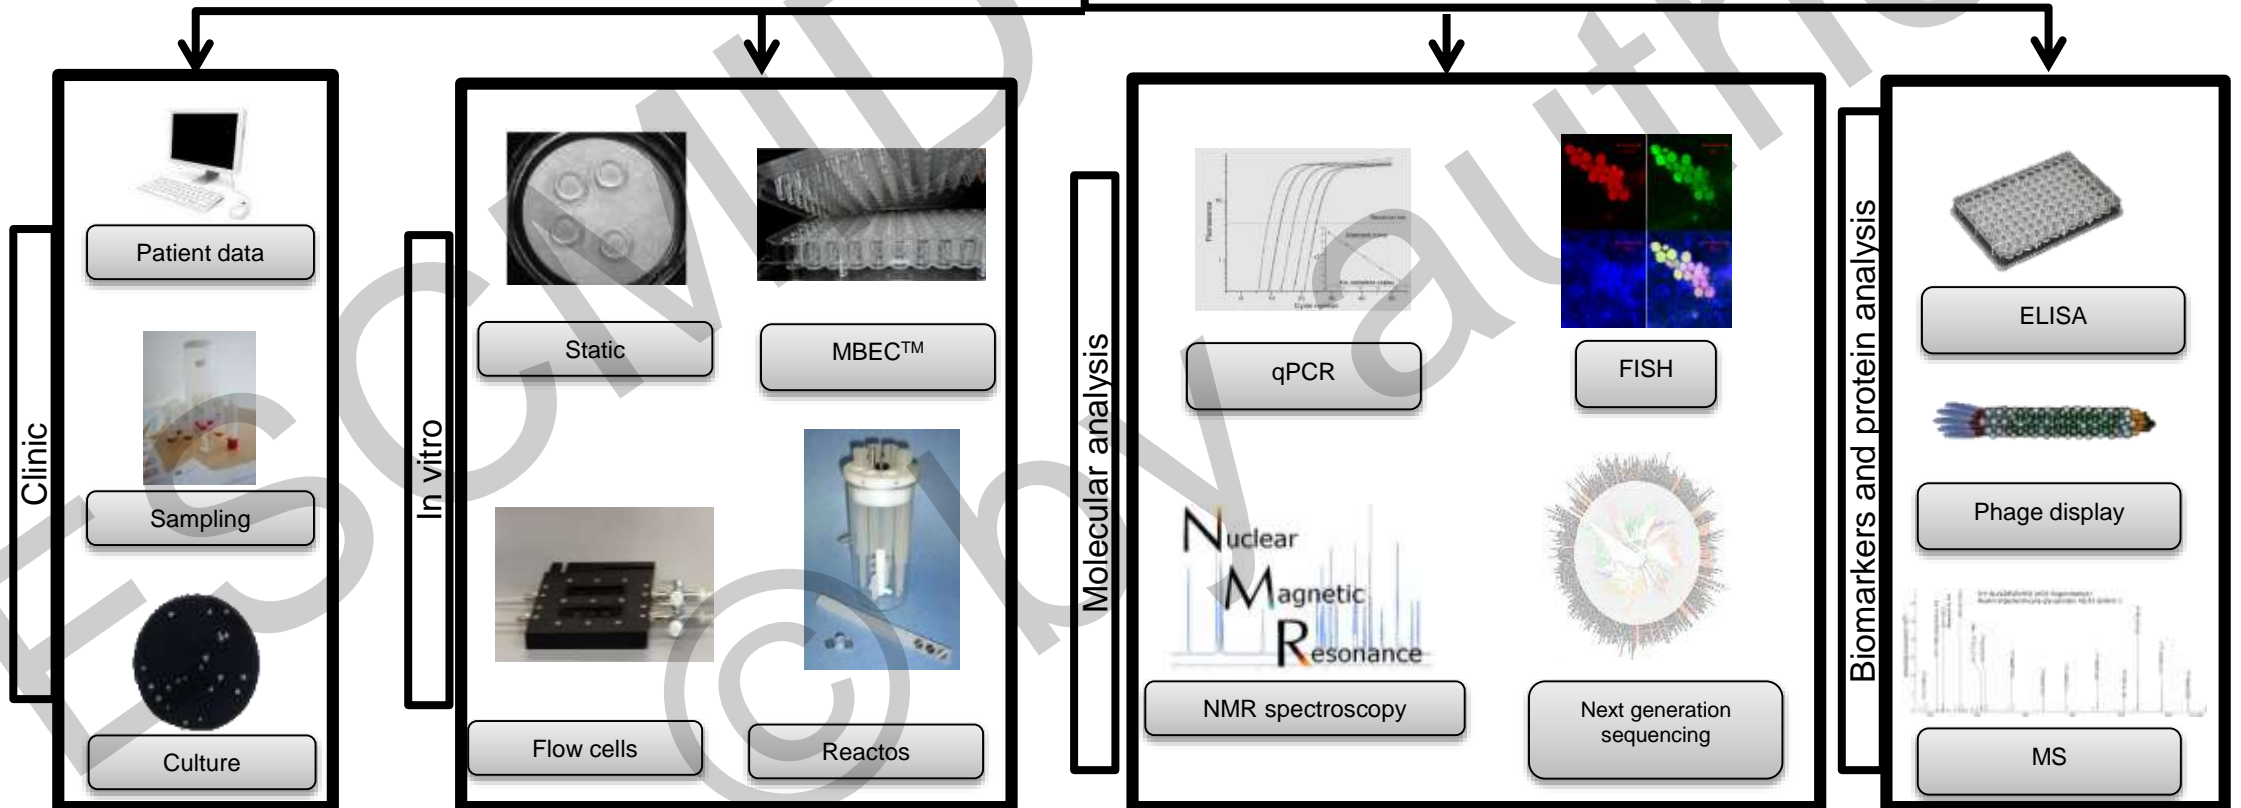 Clinic
Patient data
Sampling
Culture
In vitro
Static
MBEC™
Flow cells
Reactos
Molecular analysis
qPCR
FISH
Nuclear
Magnetic
Resonance
NMR spectroscopy
Next generation
sequencing
Biomarkers and protein analysis
ELISA
Phage display
MS
ESCMID
© by autho